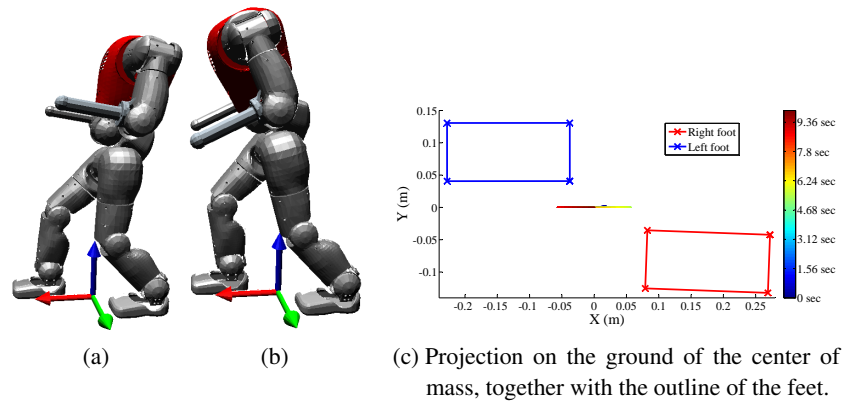 0.15
0.1
0.05
0
-0.05
-0.1
Y (m)
-0.2
-0.15
-0.1
-0.05
0
0.05
0.1
0.15
0.2
0.25
X (m)
Right foot
Left foot
9.36 sec
7.8 sec
6.24 sec
4.68 sec
3.12 sec
1.56 sec
0 sec
(a)
(b)
(c) Projection on the ground of the center of
mass, together with the outline of the feet.